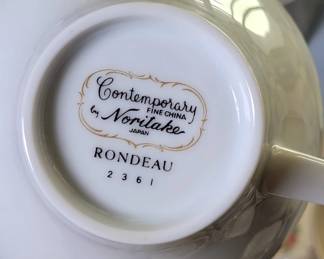 Contemporary
FINE CHINA
by Noritake
JAPAN
RONDEAU
2361